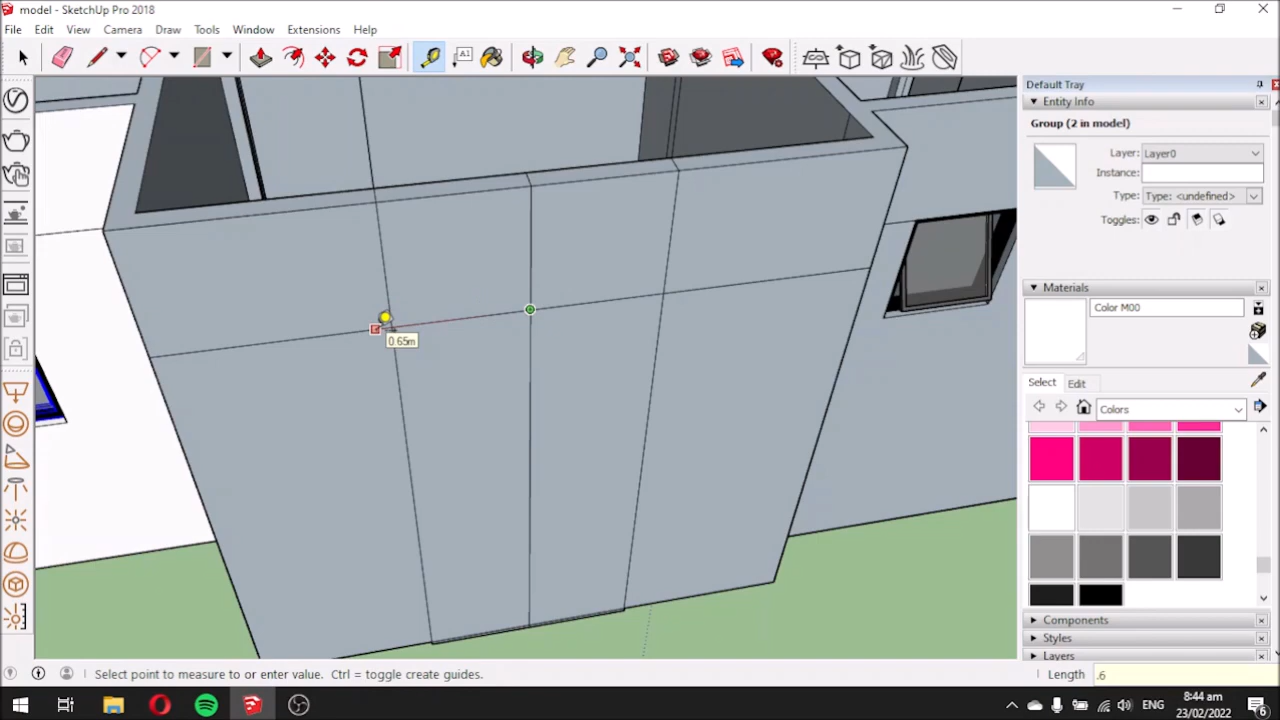 model - SketchUp Pro 2018
File Edit View Camera Draw Tools Window Extensions Help
A1
Default Tray
Entity Info
Group (2 in model)
Layer: Layer0
Instance:
Type: Type: <undefined>
Toggles:
Materials
Color M00
Select Edit
Colors
0.65m
Components
Styles
Layers
Select point to measure to or enter value. Ctrl = toggle create guides.
Length .6
ENG
8:44 am
23/02/2022
6